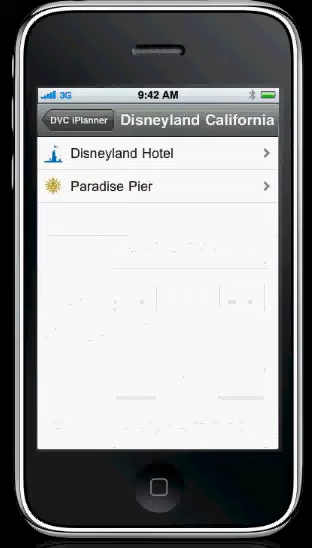 3G 9:42 AM
DVC iPlanner Disneyland California
Disneyland Hotel
Paradise Pier